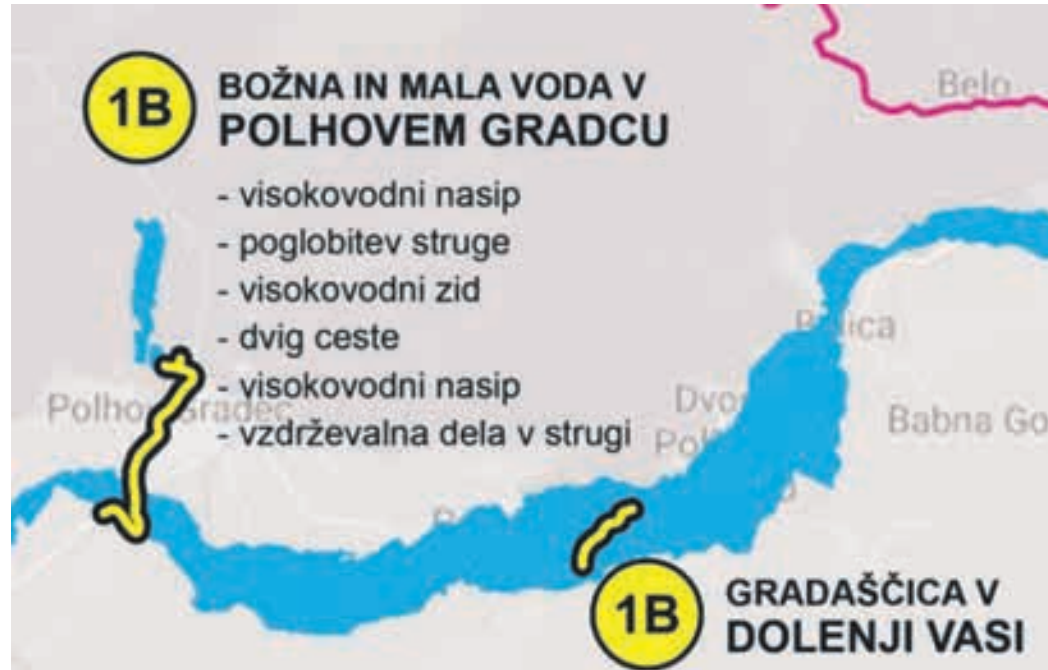 1B
BOŽNA IN MALA VODA V
POLHOVEM GRADCU
- visokovodni nasip
- poglobitev struge
- visokovodni zid
- dvig ceste
- visokovodni nasip
- vzdrževalna dela v strugi
Belo
Babna Go
1B
GRADAŠČICA V
DOLENJI VASI